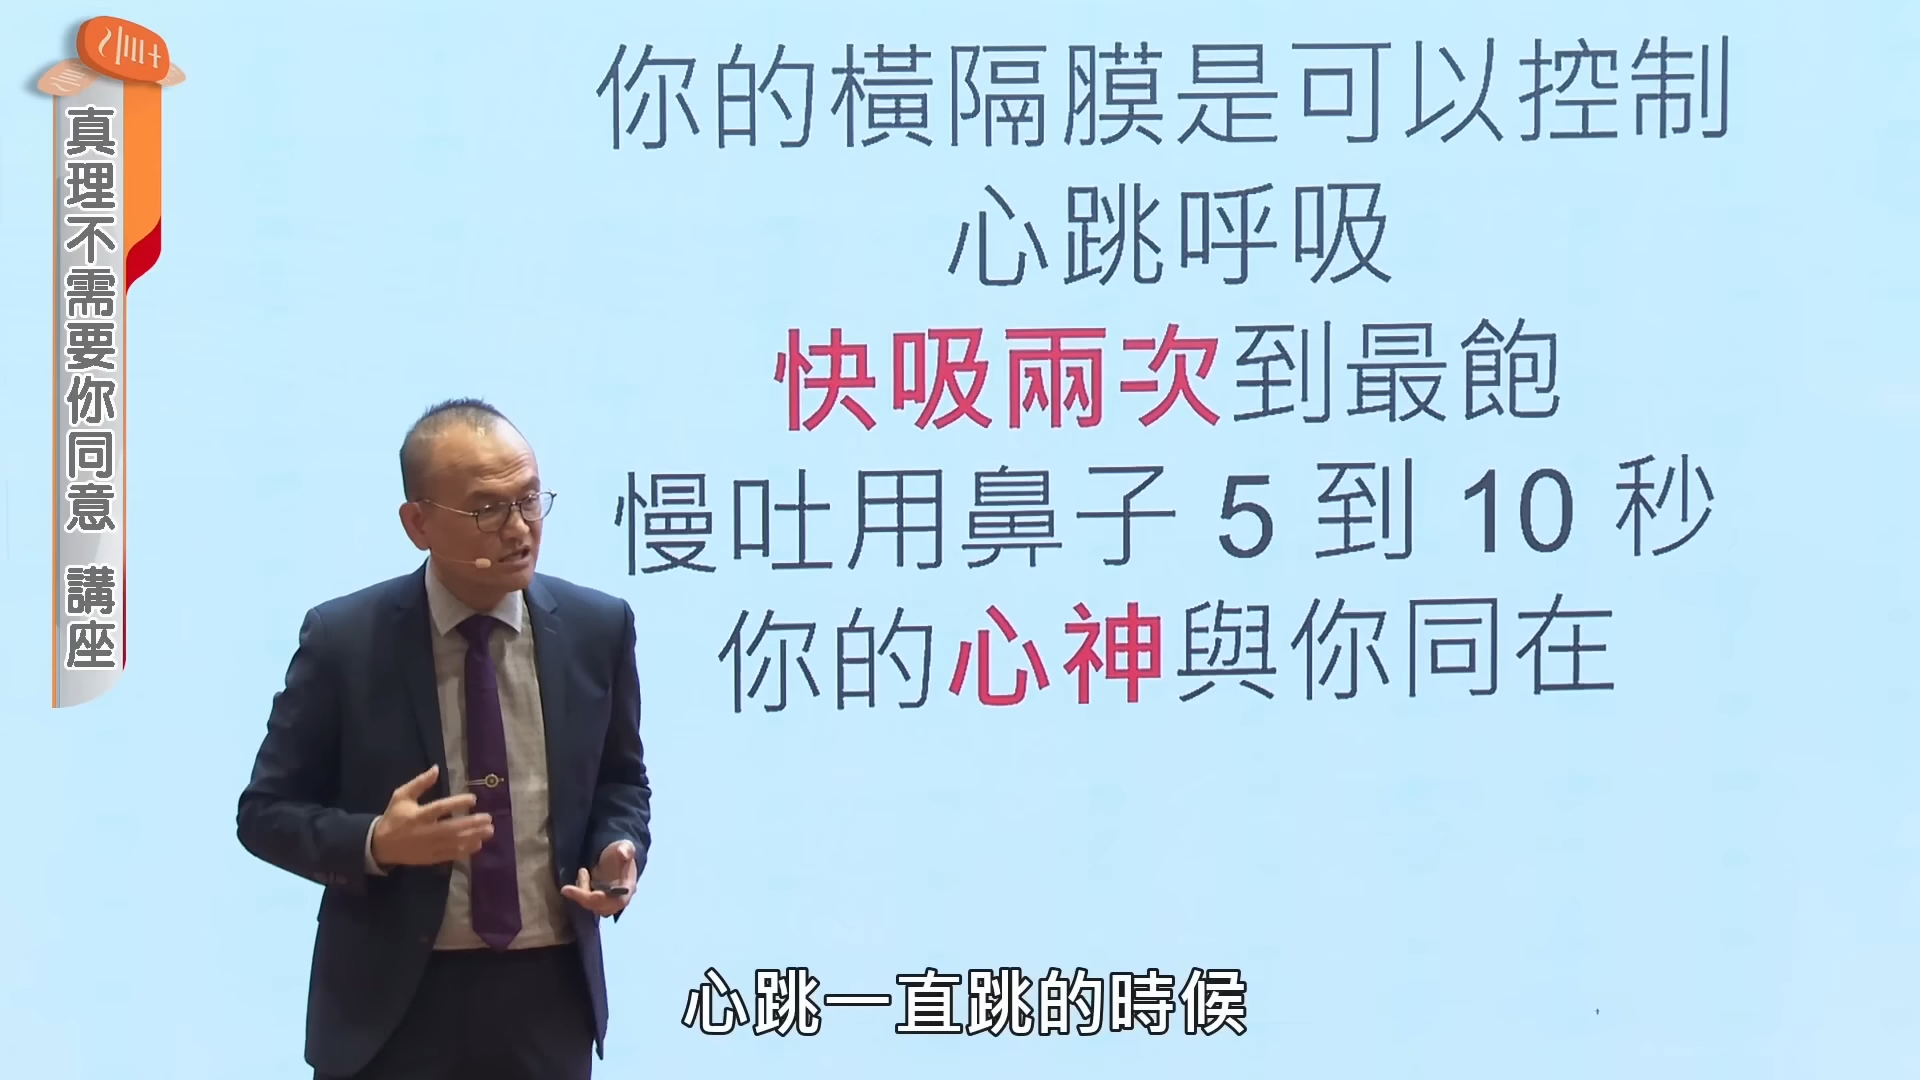 真理不需要你同意 講座
你的橫隔膜是可以控制
心跳呼吸
快吸兩次到最飽
慢吐用鼻子 5 到 10 秒
你的心神與你同在
心跳一直跳的時候